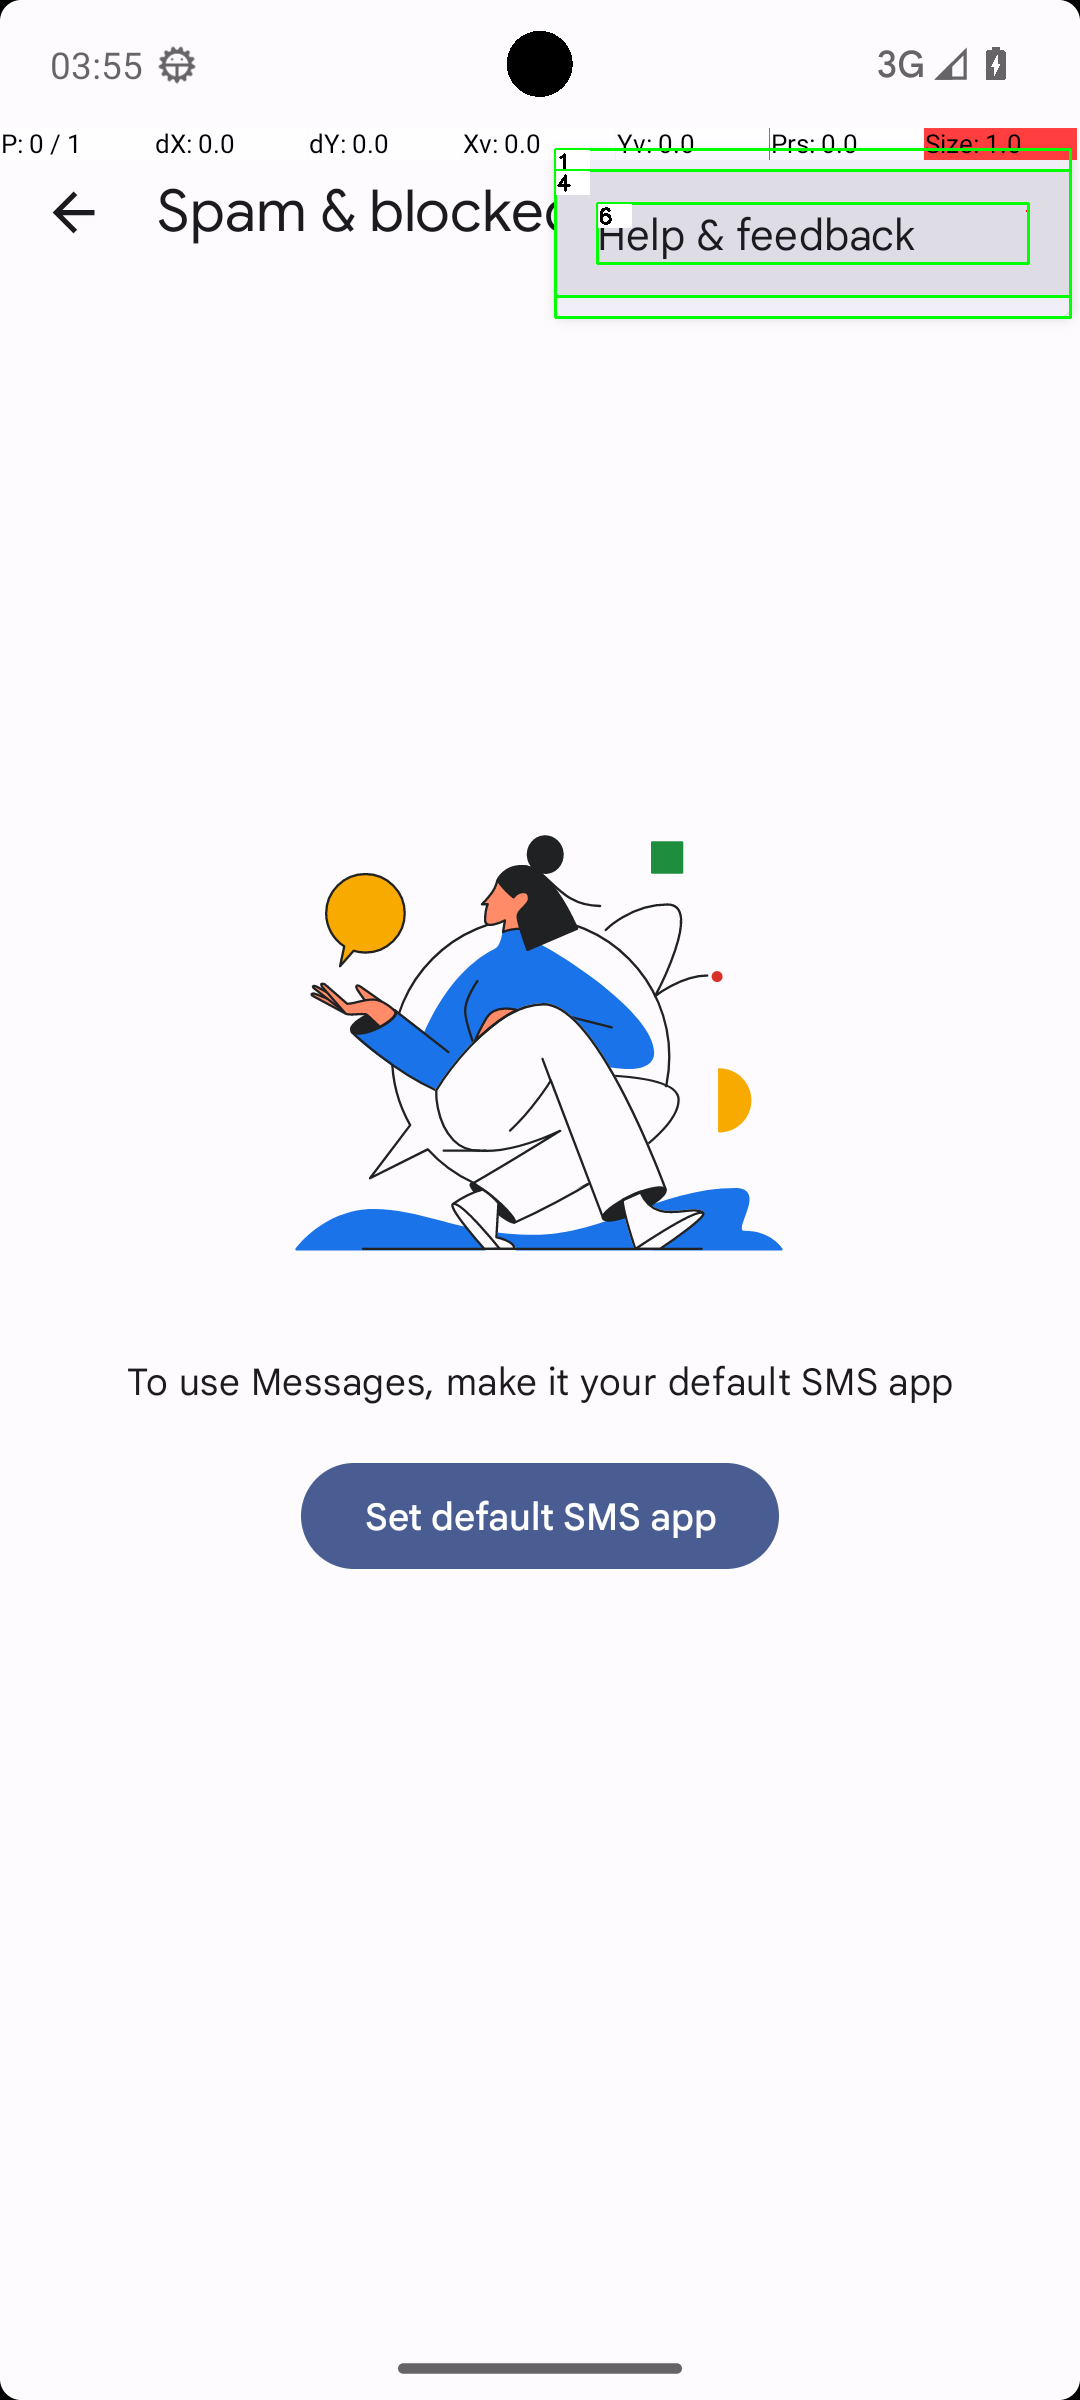 03:55
3G
P: 0 / 1
dX: 0.0
dY: 0.0
Xv: 0.0
Yv: 0.0
Prs: 0.0
Size: 1.0
1
4
Spam & blocked
6
Help & feedback
To use Messages, make it your default SMS app
Set default SMS app